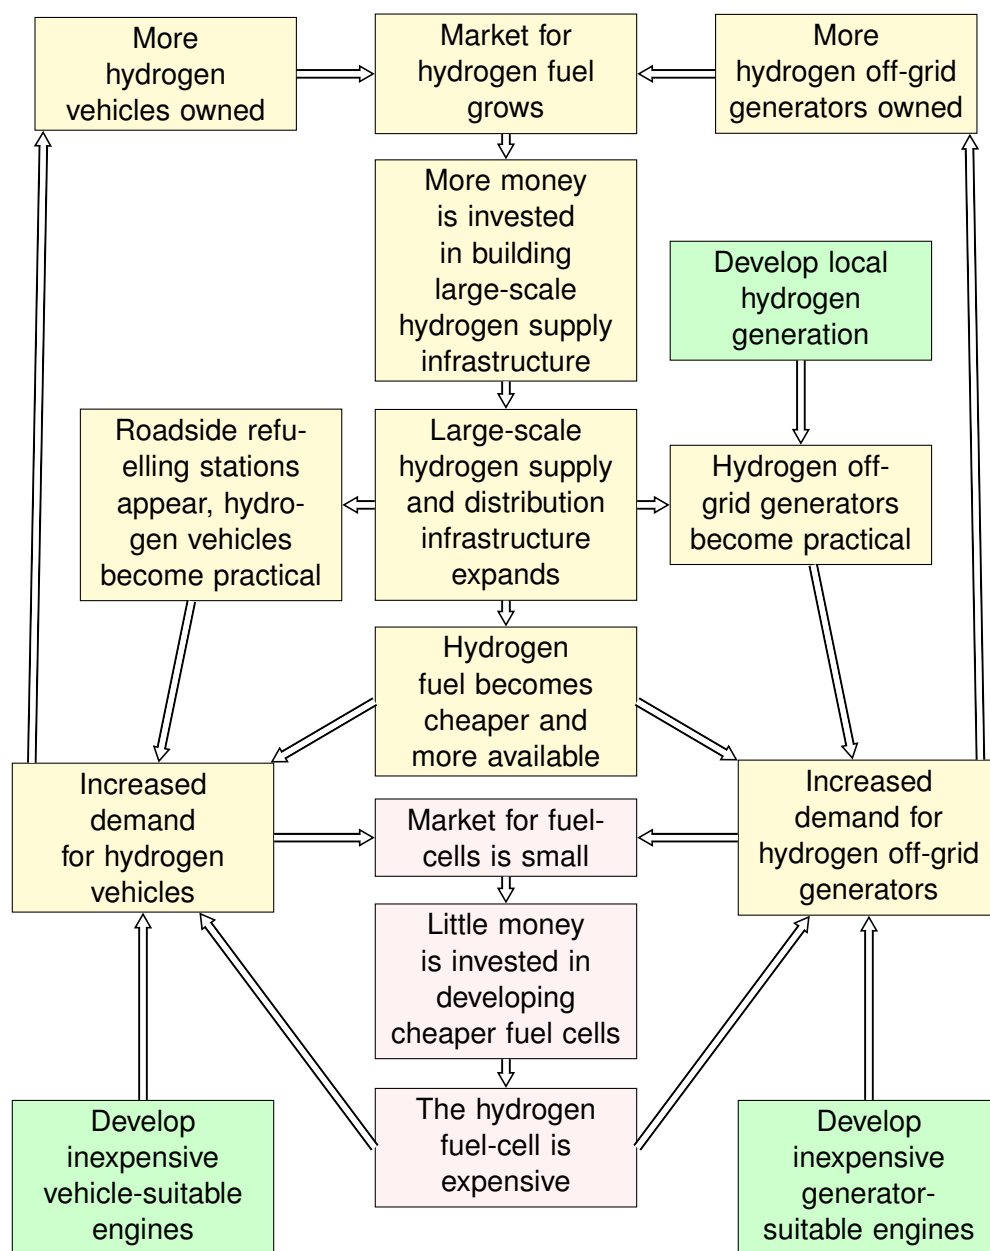 More
hydrogen
vehicles owned
Market for
hydrogen fuel
grows
More
hydrogen off-grid
generators owned
More money
is invested
in building
large-scale
hydrogen supply
infrastructure
Develop local
hydrogen
generation
Roadside refu-
elling stations
appear, hydro-
gen vehicles
become practical
Large-scale
hydrogen supply
and distribution
infrastructure
expands
Hydrogen off-
grid generators
become practical
Hydrogen
fuel becomes
cheaper and
more available
Increased
demand
for hydrogen
vehicles
Market for fuel-
cells is small
Increased
demand for
hydrogen off-grid
generators
Little money
is invested in
developing
cheaper fuel cells
Develop
inexpensive
vehicle-suitable
engines
The hydrogen
fuel-cell is
expensive
Develop
inexpensive
generator-
suitable engines